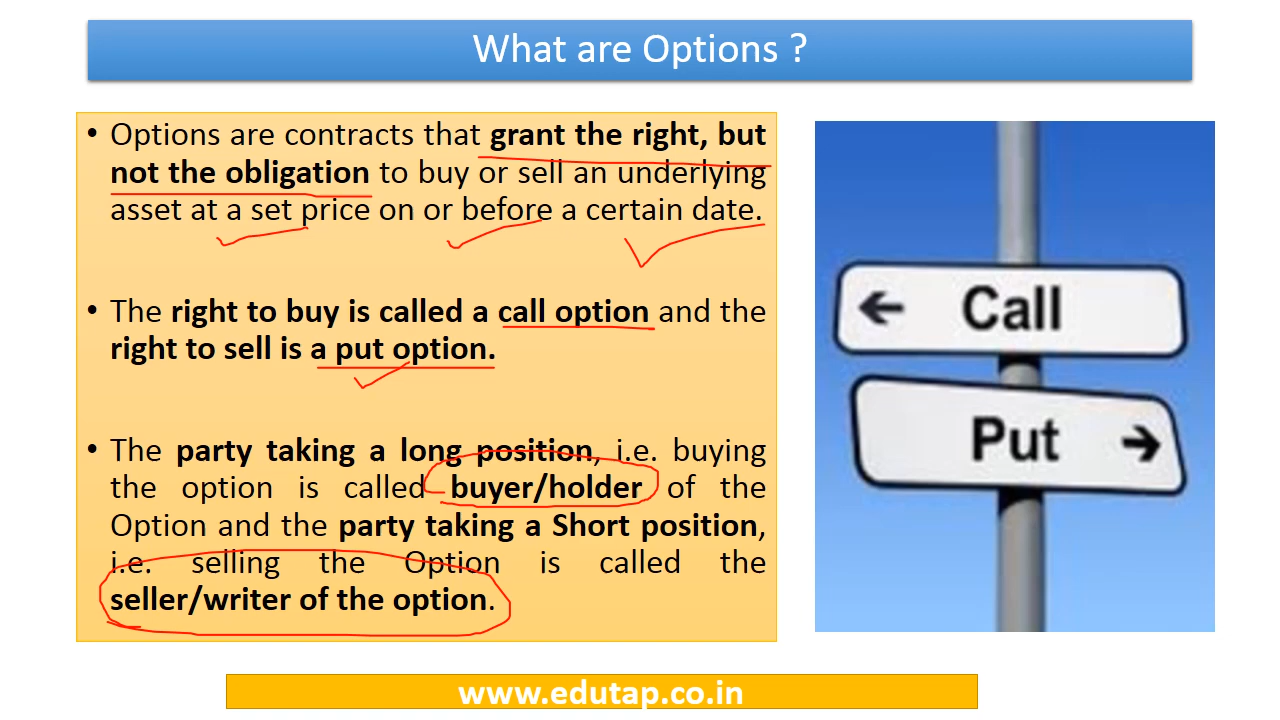 What are Options ?
• Options are contracts that grant the right, but
not the obligation to buy or sell an underlying
asset at a set price on or before a certain date.
• The right to buy is called a call option and the
right to sell is a put option.
• The party taking a long position, i.e. buying
the option is called buyer/holder of the
Option and the party taking a Short position,
i.e. selling the Option is called the
seller/writer of the option.
Call
Put
www.edutap.co.in